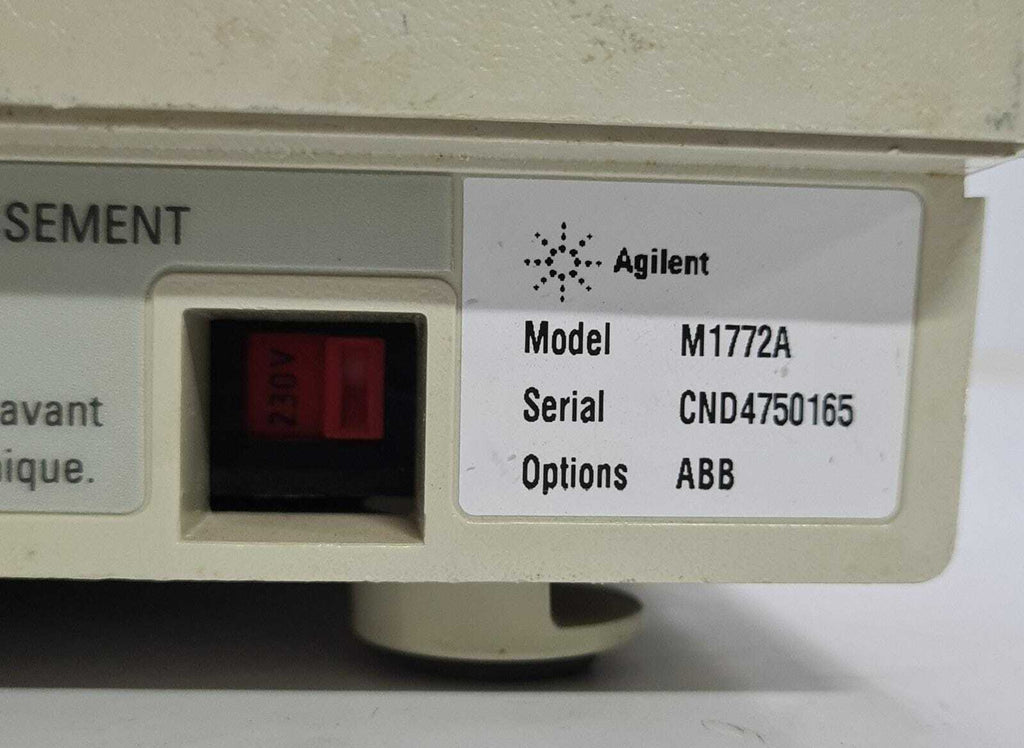 SEMENT
avant
ique.
230V
Agilent
Model M1772A
Serial CND4750165
Options ABB